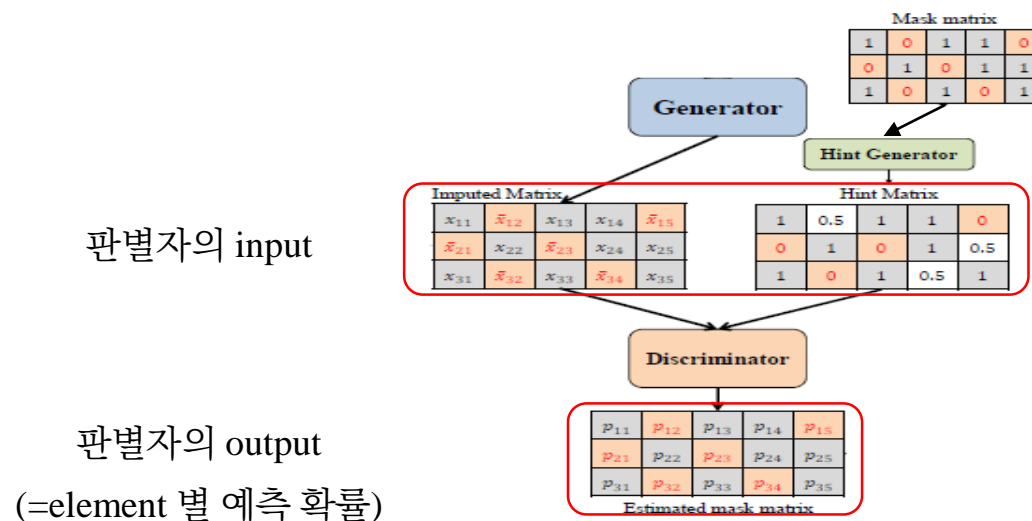 Mask matrix
1 0 1 1 0
0 1 0 1 1
1 0 1 0 1
Generator
Hint Generator
Imputed Matrix
Hint Matrix
x₁₁ x̄₁₂ x₁₃ x₁₄ x̄₁₅
1 0.5 1 1 0
판별자의 input
x̄₂₁ x₂₂ x̄₂₃ x₂₄ x₂₅
0 1 0 1 0.5
x₃₁ x̄₃₂ x₃₃ x̄₃₄ x₃₅
1 0 1 0.5 1
Discriminator
p₁₁ p₁₂ p₁₃ p₁₄ p₁₅
판별자의 output
p₂₁ p₂₂ p₂₃ p₂₄ p₂₅
p₃₁ p₃₂ p₃₃ p₃₄ p₃₅
(=element 별 예측 확률)
Estimated mask matrix